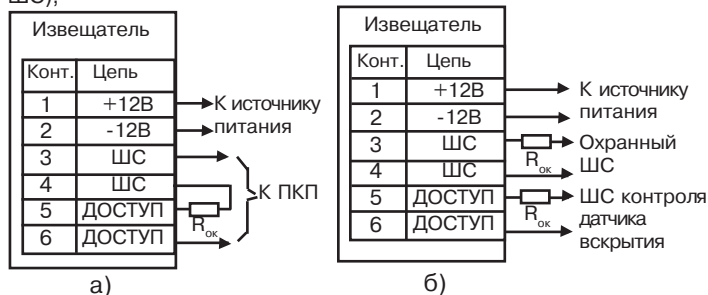 ШС);
Извещатель
Конт. Цепь
1 +12В К источнику
2 -12В питания
3 ШС
4 ШС К ПКП
5 ДОСТУП Rок
6 ДОСТУП
а)
Извещатель
Конт. Цепь
1 +12В К источнику
2 -12В питания
3 ШС Rок Охранный
4 ШС ШС
5 ДОСТУП Rок ШС контроля
датчика
6 ДОСТУП вскрытия
б)